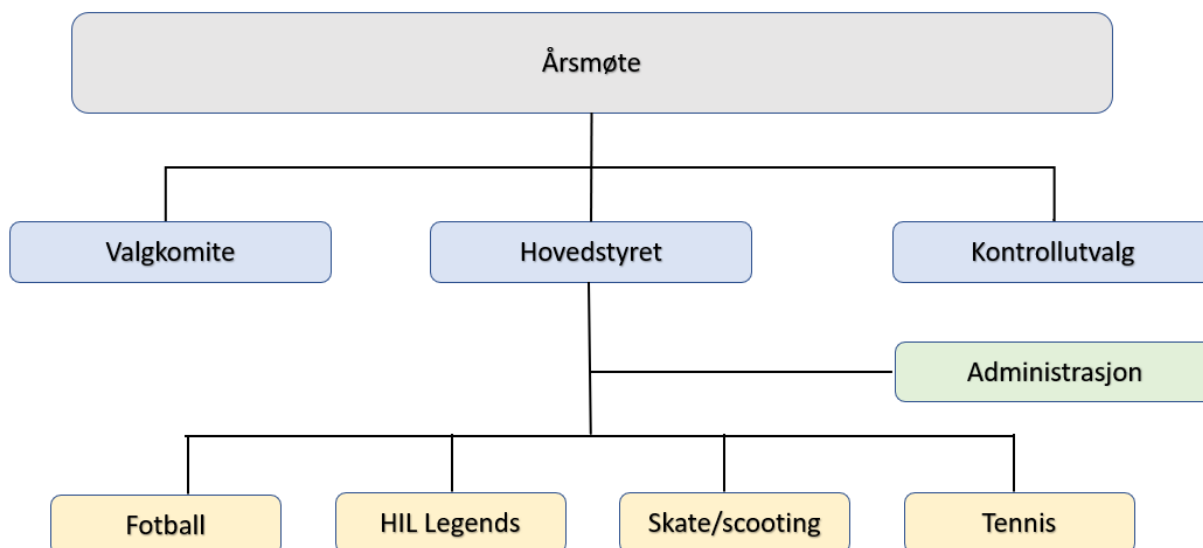 Årsmøte
Valgkomite
Hovedstyret
Kontrollutvalg
Administrasjon
Fotball
HIL Legends
Skate/scooting
Tennis